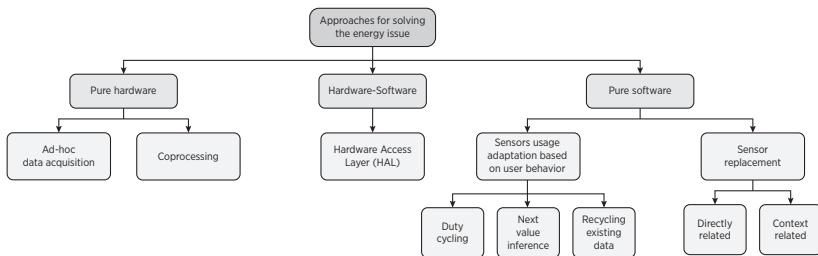 Approaches for solving
the energy issue
Pure hardware
Hardware-Software
Pure software
Ad-hoc
data acquisition
Coprocessing
Hardware Access
Layer (HAL)
Sensors usage
adaptation based
on user behavior
Sensor
replacement
Duty
cycling
Next
value
inference
Recycling
existing
data
Directly
related
Context
related